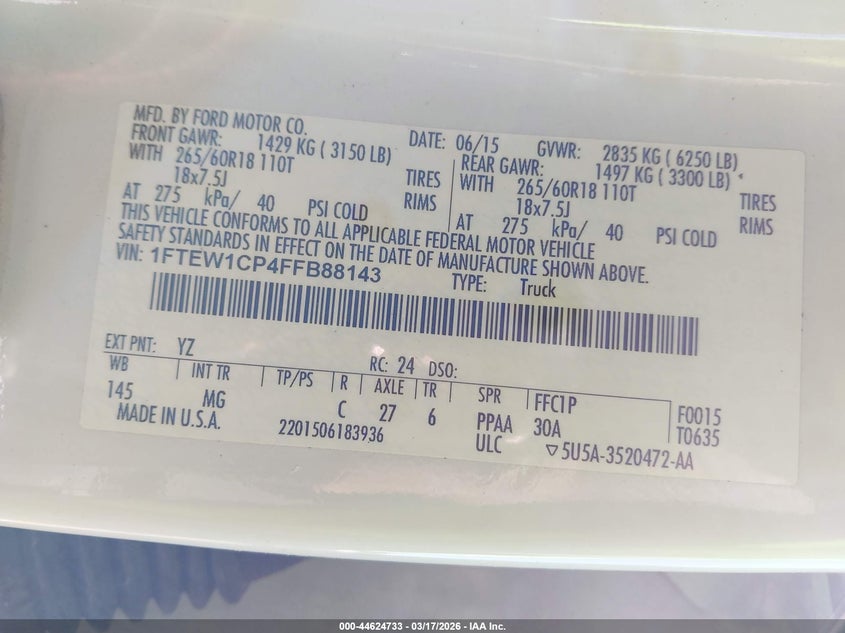 MFD. BY FORD MOTOR CO.
DATE: 06/15 GVWR: 2835 KG ( 6250 LB)
FRONT GAWR: 1429 KG ( 3150 LB) REAR GAWR: 1497 KG ( 3300 LB)
WITH 265/60R18 110T TIRES WITH 265/60R18 110T TIRES
18x7.5J RIMS 18x7.5J RIMS
AT 275 kPa/ 40 PSI COLD AT 275 kPa/ 40 PSI COLD
THIS VEHICLE CONFORMS TO ALL APPLICABLE FEDERAL MOTOR VEHICLE
SAFETY STANDARDS IN EFFECT ON THE DATE OF MANUFACTURE SHOWN ABOVE.
VIN: 1FTEW1CP4FFB88143 TYPE: Truck
EXT PNT: YZ RC: 24 DSO:
WB INT TR TP/PS R AXLE TR SPR FFC1P F0015
145 MG C 27 6 PPAA 30A T0635
MADE IN U.S.A. 2201506183936 ULC ▽5U5A-3520472-AA
000-44624733 - 03/17/2026 - IAA Inc.